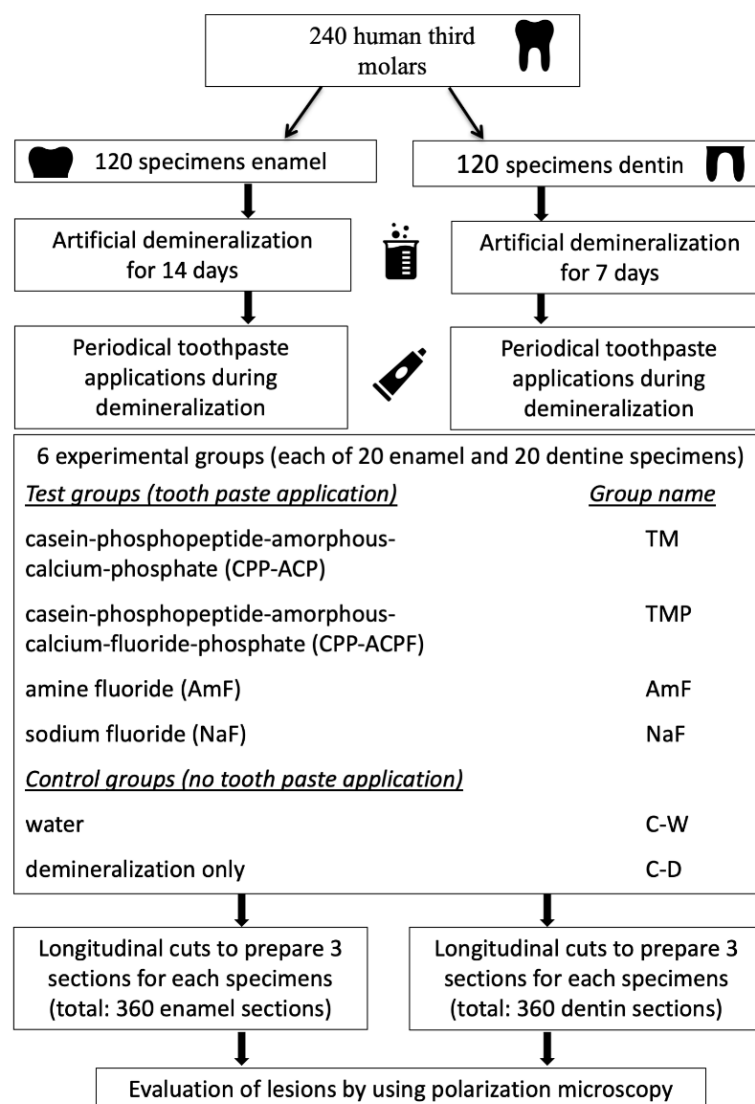 240 human third
molars
120 specimens enamel
120 specimens dentin
Artificial demineralization
for 14 days
Artificial demineralization
for 7 days
Periodical toothpaste
applications during
demineralization
Periodical toothpaste
applications during
demineralization
6 experimental groups (each of 20 enamel and 20 dentine specimens)
Test groups (tooth paste application) Group name
casein-phosphopeptide-amorphous- TM
calcium-phosphate (CPP-ACP)
casein-phosphopeptide-amorphous- TMP
calcium-fluoride-phosphate (CPP-ACPF)
amine fluoride (AmF) AmF
sodium fluoride (NaF) NaF
Control groups (no tooth paste application)
water C-W
demineralization only C-D
Longitudinal cuts to prepare 3
sections for each specimens
(total: 360 enamel sections)
Longitudinal cuts to prepare 3
sections for each specimens
(total: 360 dentin sections)
Evaluation of lesions by using polarization microscopy